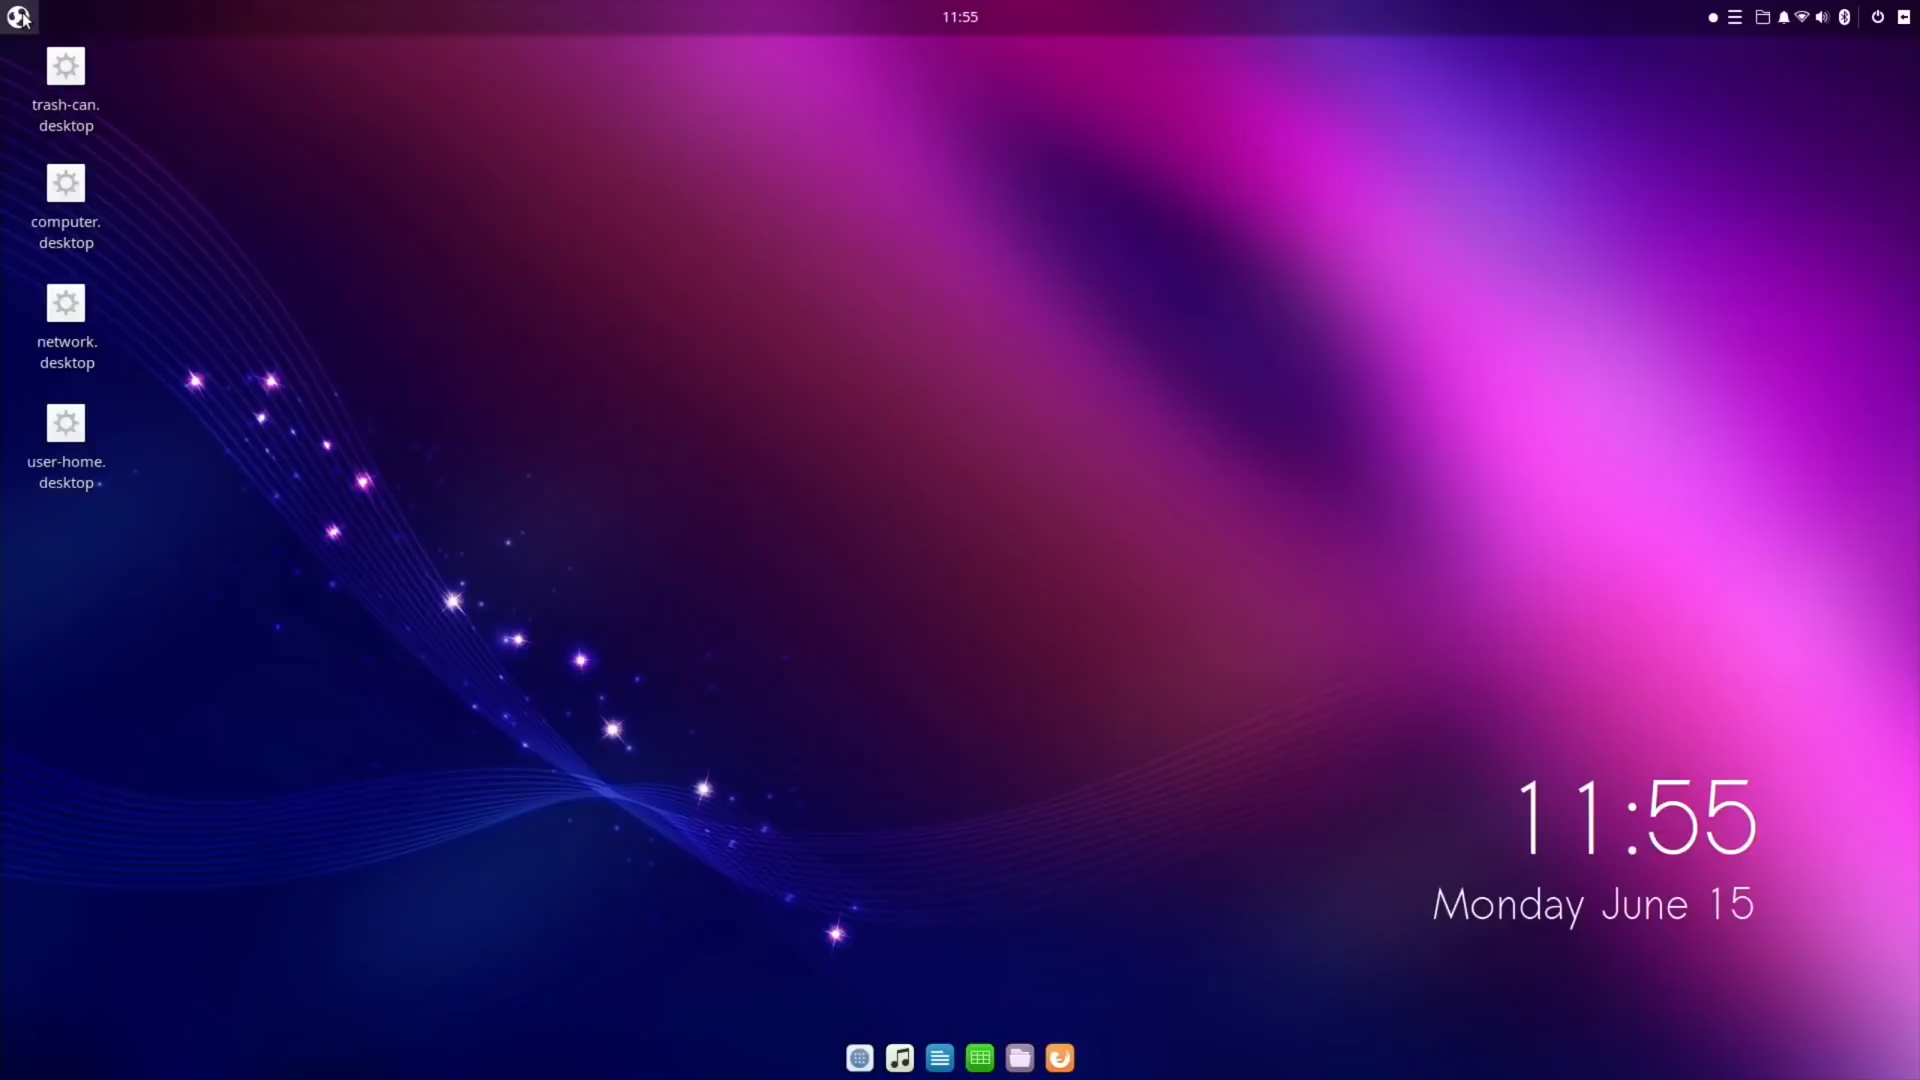 11:55
trash-can.
desktop
computer.
desktop
network.
desktop
user-home.
desktop
11:55
Monday June 15